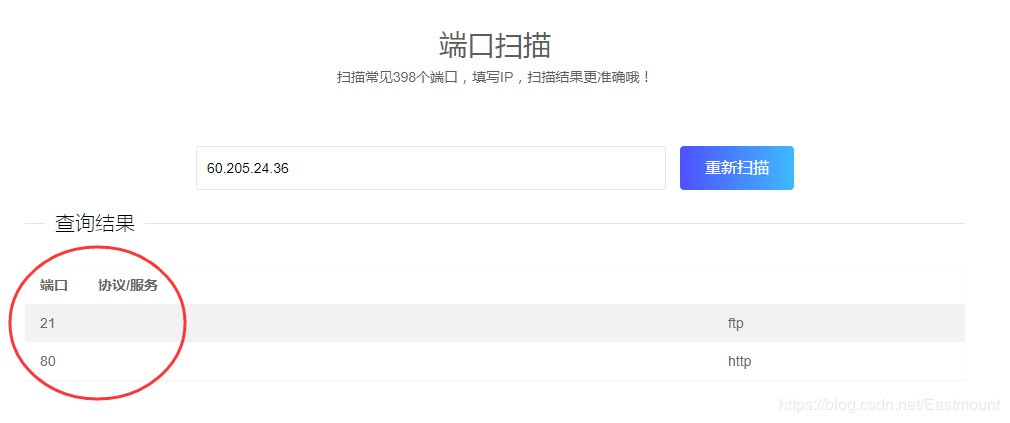 端口扫描
扫描常见398个端口，填写IP，扫描结果更准确哦！
60.205.24.36 重新扫描
查询结果
端口 协议/服务
21 ftp
80 http
https://blog.csdn.net/Eastmount